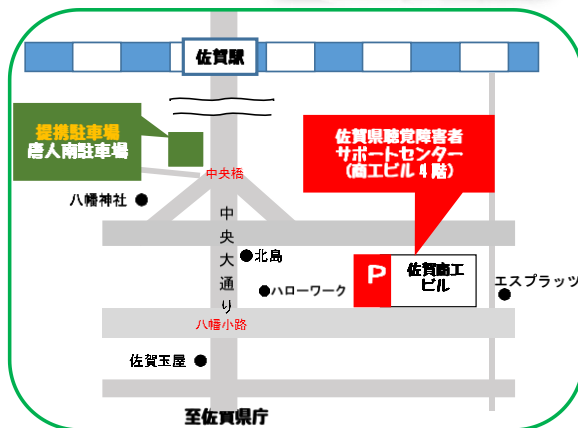 佐賀駅
提携駐車場
唐人南駐車場
佐賀県聴覚障害者
サポートセンター
(商工ビル4階)
中央橋
八幡神社
中央大通り
北島
P
佐賀商工
ビル
エスプラッツ
ハローワーク
八幡小路
佐賀玉屋
至佐賀県庁